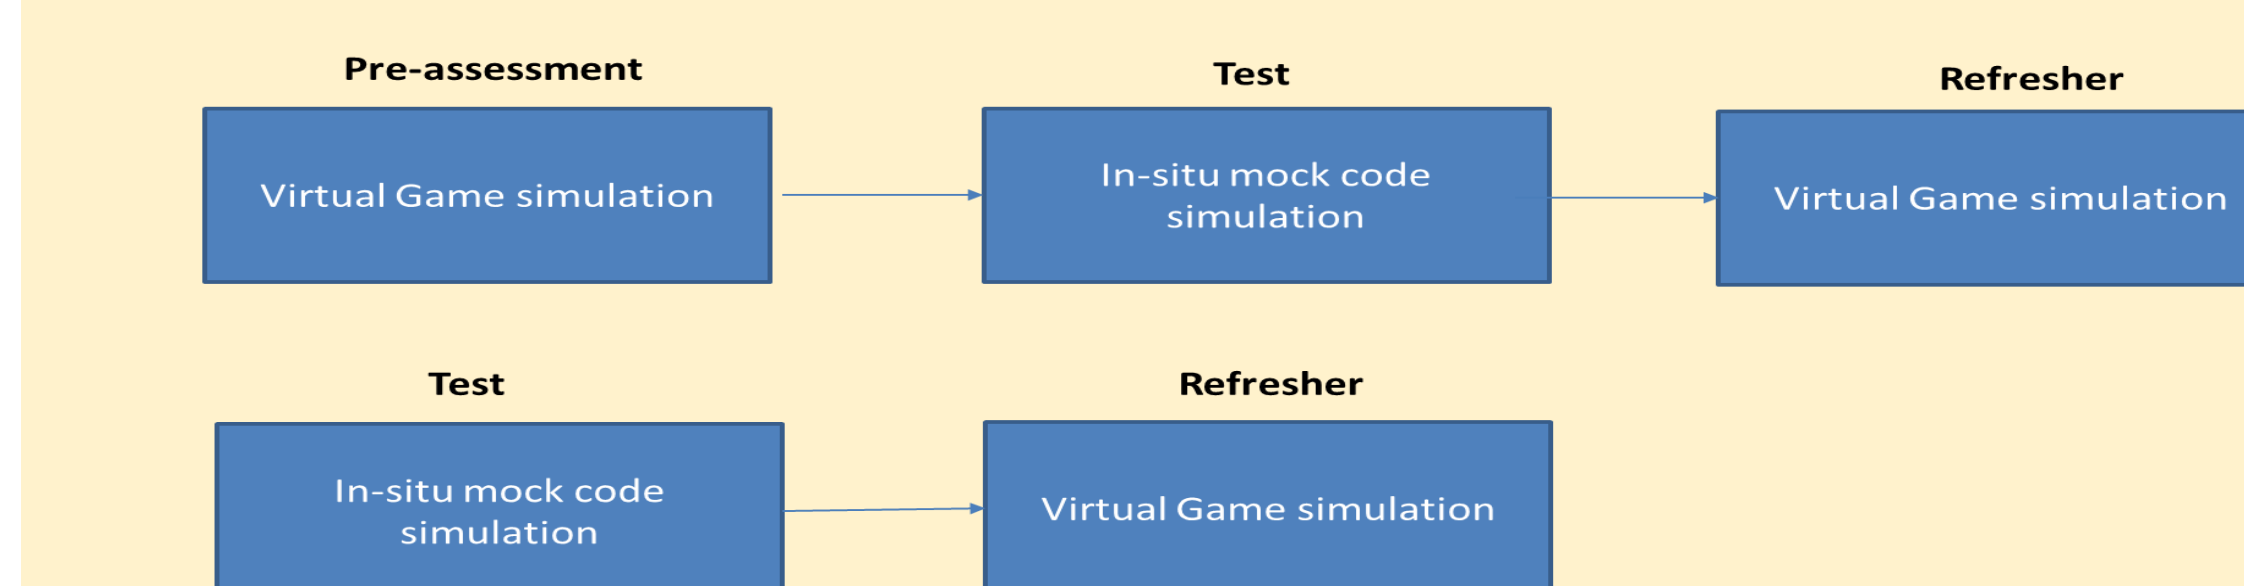 Pre-assessment
Test
Refresher
Virtual Game simulation
In-situ mock code
simulation
Virtual Game simulation
Test
Refresher
In-situ mock code
simulation
Virtual Game simulation